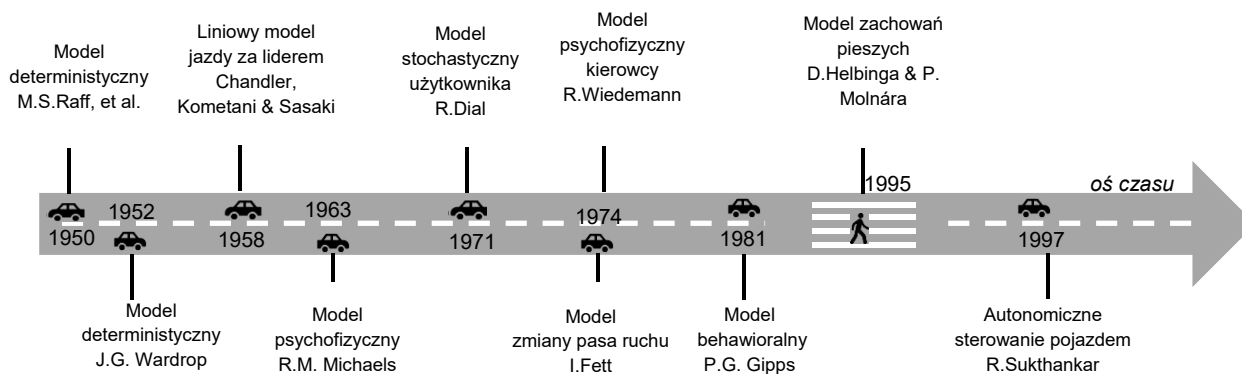 Model
deterministyczny
M.S.Raff, et al.
Liniowy model
jazdy za liderem
Chandler,
Kometani & Sasaki
Model
stochastyczny
użytkownika
R.Dial
Model
psychofizyczny
kierowcy
R.Wiedemann
Model zachowań
pieszych
D.Helbinga & P.
Molnára
1995
oś czasu
1952
1963
1974
1950
1958
1971
1981
1997
Model
deterministyczny
J.G. Wardrop
Model
psychofizyczny
R.M. Michaels
Model
zmiany pasa ruchu
I.Fett
Model
behawioralny
P.G. Gipps
Autonomiczne
sterowanie pojazdem
R.Sukthankar